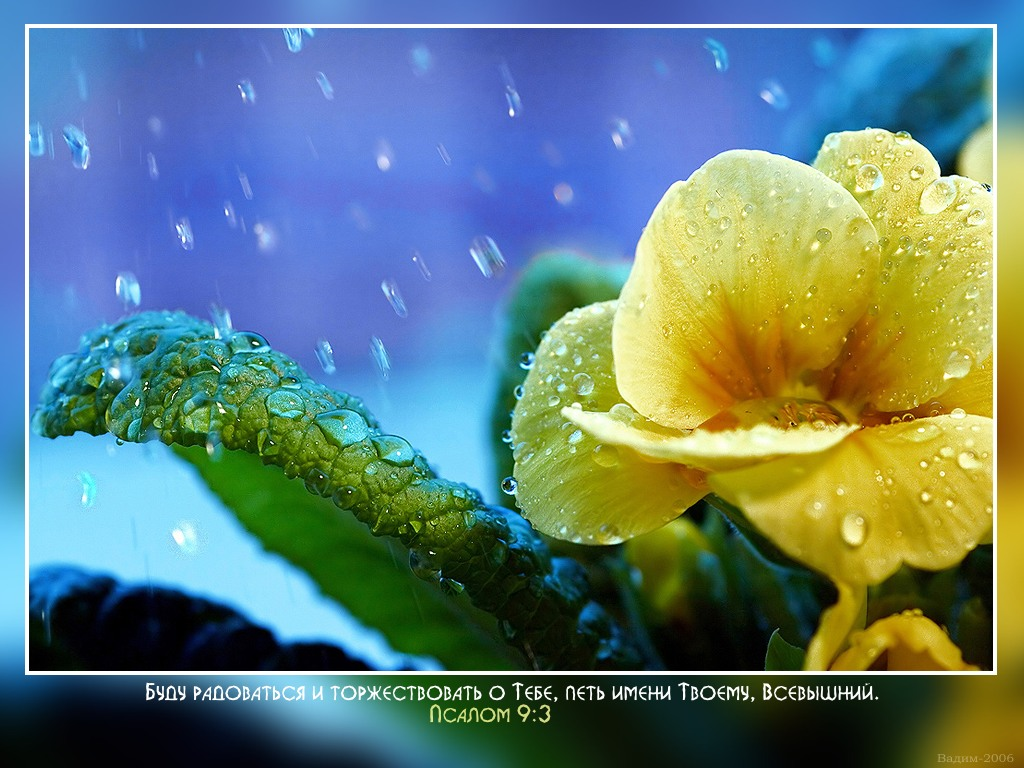 Буду радоваться и торжествовать о Тебе, петь имени Твоему, Всевышний.
Псалом 9:3
Вадим-2006